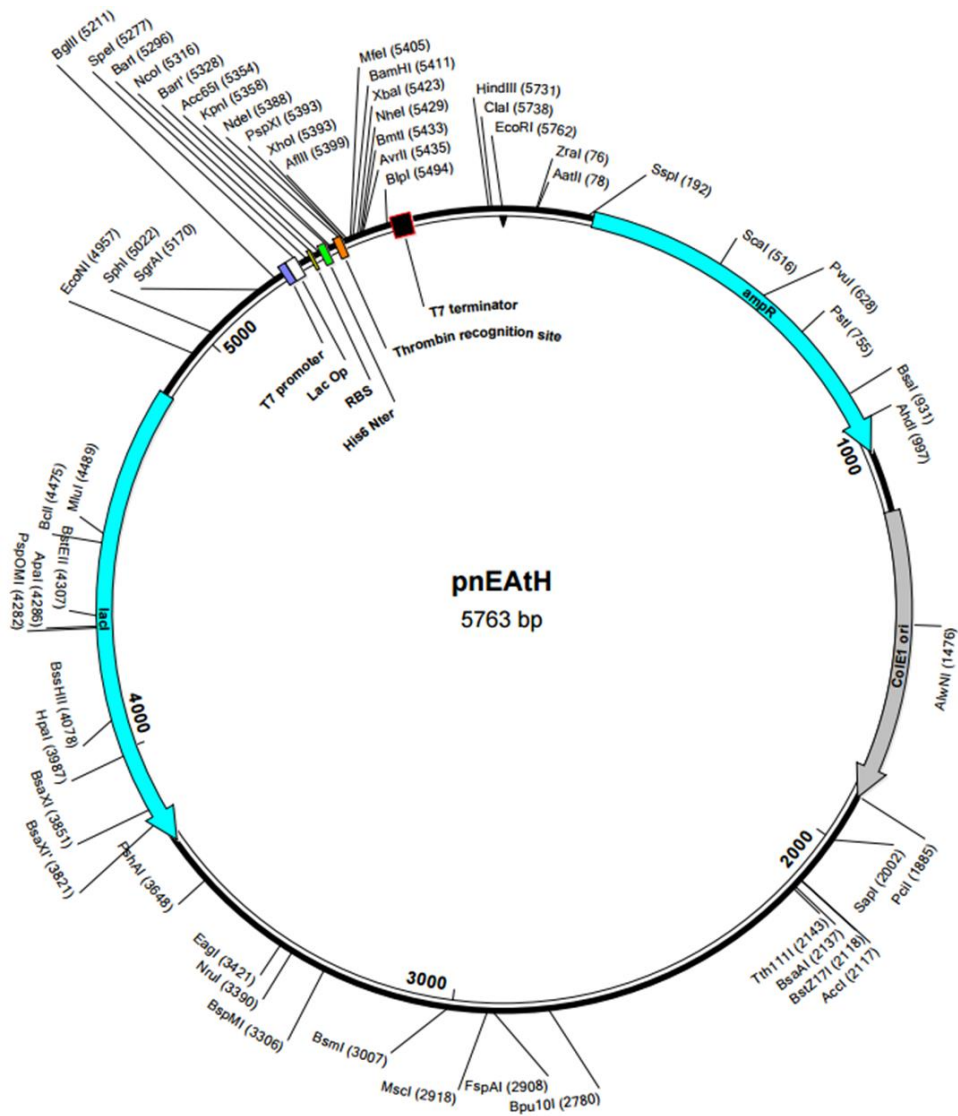 BglII (5211)
SpeI (5277)
BarI (5296)
NcoI (5316)
BarI' (5328)
Acc65I (5354)
KpnI (5358)
NdeI (5388)
PspXI (5393)
XhoI (5393)
AflII (5399)
MfeI (5405)
BamHI (5411)
XbaI (5423)
NheI (5429)
BmtI (5433)
AvrII (5435)
BlpI (5494)
HindIII (5731)
ClaI (5738)
EcoRI (5762)
ZraI (76)
AatII (78)
SspI (192)
ScaI (516)
PvuI (628)
PstI (755)
BsaI (931)
AhdI (997)
ampR
1000
ColE1 ori
AlwNI (1476)
PciI (1885)
SapI (2002)
2000
AccI (2117)
BstZ17I (2118)
BsaAI (2137)
Tth111I (2143)
Bpu10I (2780)
FspAI (2908)
MscI (2918)
BsmI (3007)
3000
BspMI (3306)
NruI (3390)
EagI (3421)
PshAI (3648)
BsaXI' (3821)
BsaXI (3851)
HpaI (3987)
4000
BssHII (4078)
PspOMI (4282)
ApaI (4286)
BstEII (4307)
lacI
BclI (4475)
MluI (4489)
EcoNI (4957)
SphI (5022)
SgrAI (5170)
5000
T7 promoter
Lac Op
RBS
His6 Nter
Thrombin recognition site
T7 terminator
pnEAtH
5763 bp